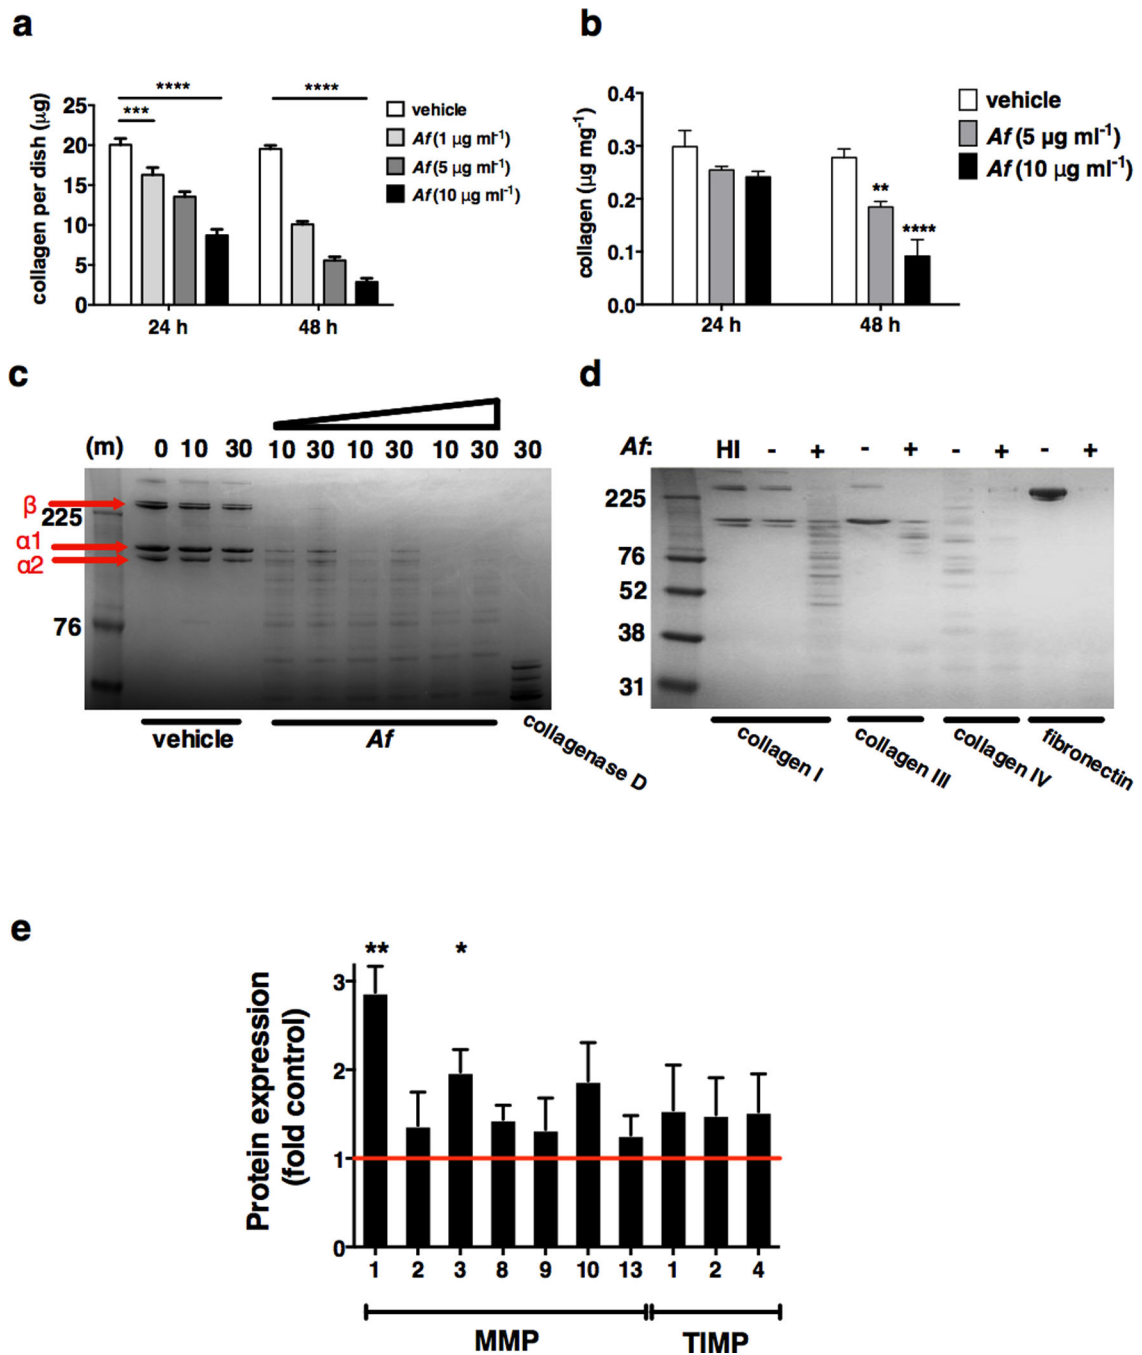 a
collagen per dish (µg)
25
20
15
10
5
0
***
****
****
24 h
48 h
vehicle
Af (1 µg ml-1)
Af (5 µg ml-1)
Af (10 µg ml-1)
b
collagen (µg mg-1)
0.4
0.3
0.2
0.1
0.0
**
****
24 h
48 h
vehicle
Af (5 µg ml-1)
Af (10 µg ml-1)
c
(m) 0 10 30 10 30 10 30 10 30 30
β
225
α1
α2
76
vehicle
Af
collagenase D
d
Af: HI - + - + - + - +
225
76
52
38
31
collagen I
collagen III
collagen IV
fibronectin
e
Protein expression
(fold control)
3
2
1
0
**
*
1 2 3 8 9 10 13 1 2 4
MMP
TIMP